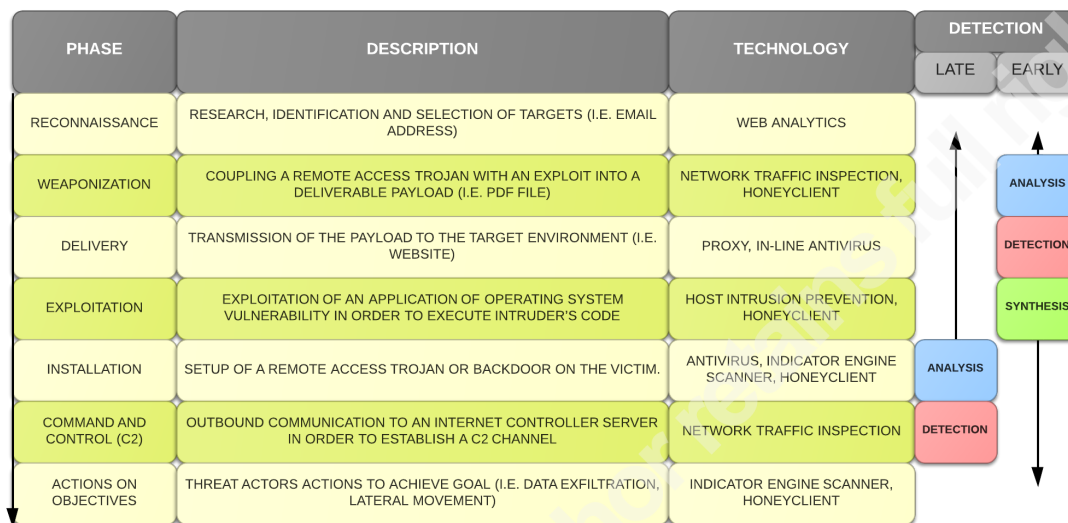 PHASE
DESCRIPTION
TECHNOLOGY
DETECTION
LATE
EARLY
RECONNAISSANCE
RESEARCH, IDENTIFICATION AND SELECTION OF TARGETS (I.E. EMAIL
ADDRESS)
WEB ANALYTICS
WEAPONIZATION
COUPLING A REMOTE ACCESS TROJAN WITH AN EXPLOIT INTO A
DELIVERABLE PAYLOAD (I.E. PDF FILE)
NETWORK TRAFFIC INSPECTION,
HONEYCLIENT
ANALYSIS
DELIVERY
TRANSMISSION OF THE PAYLOAD TO THE TARGET ENVIRONMENT (I.E.
WEBSITE)
PROXY, IN-LINE ANTIVIRUS
DETECTION
EXPLOITATION
EXPLOITATION OF AN APPLICATION OF OPERATING SYSTEM
VULNERABILITY IN ORDER TO EXECUTE INTRUDER'S CODE
HOST INTRUSION PREVENTION,
HONEYCLIENT
SYNTHESIS
INSTALLATION
SETUP OF A REMOTE ACCESS TROJAN OR BACKDOOR ON THE VICTIM.
ANTIVIRUS, INDICATOR ENGINE
SCANNER, HONEYCLIENT
ANALYSIS
COMMAND AND
CONTROL (C2)
OUTBOUND COMMUNICATION TO AN INTERNET CONTROLLER SERVER
IN ORDER TO ESTABLISH A C2 CHANNEL
NETWORK TRAFFIC INSPECTION
DETECTION
ACTIONS ON
OBJECTIVES
THREAT ACTORS ACTIONS TO ACHIEVE GOAL (I.E. DATA EXFILTRATION,
LATERAL MOVEMENT)
INDICATOR ENGINE SCANNER,
HONEYCLIENT
retains full